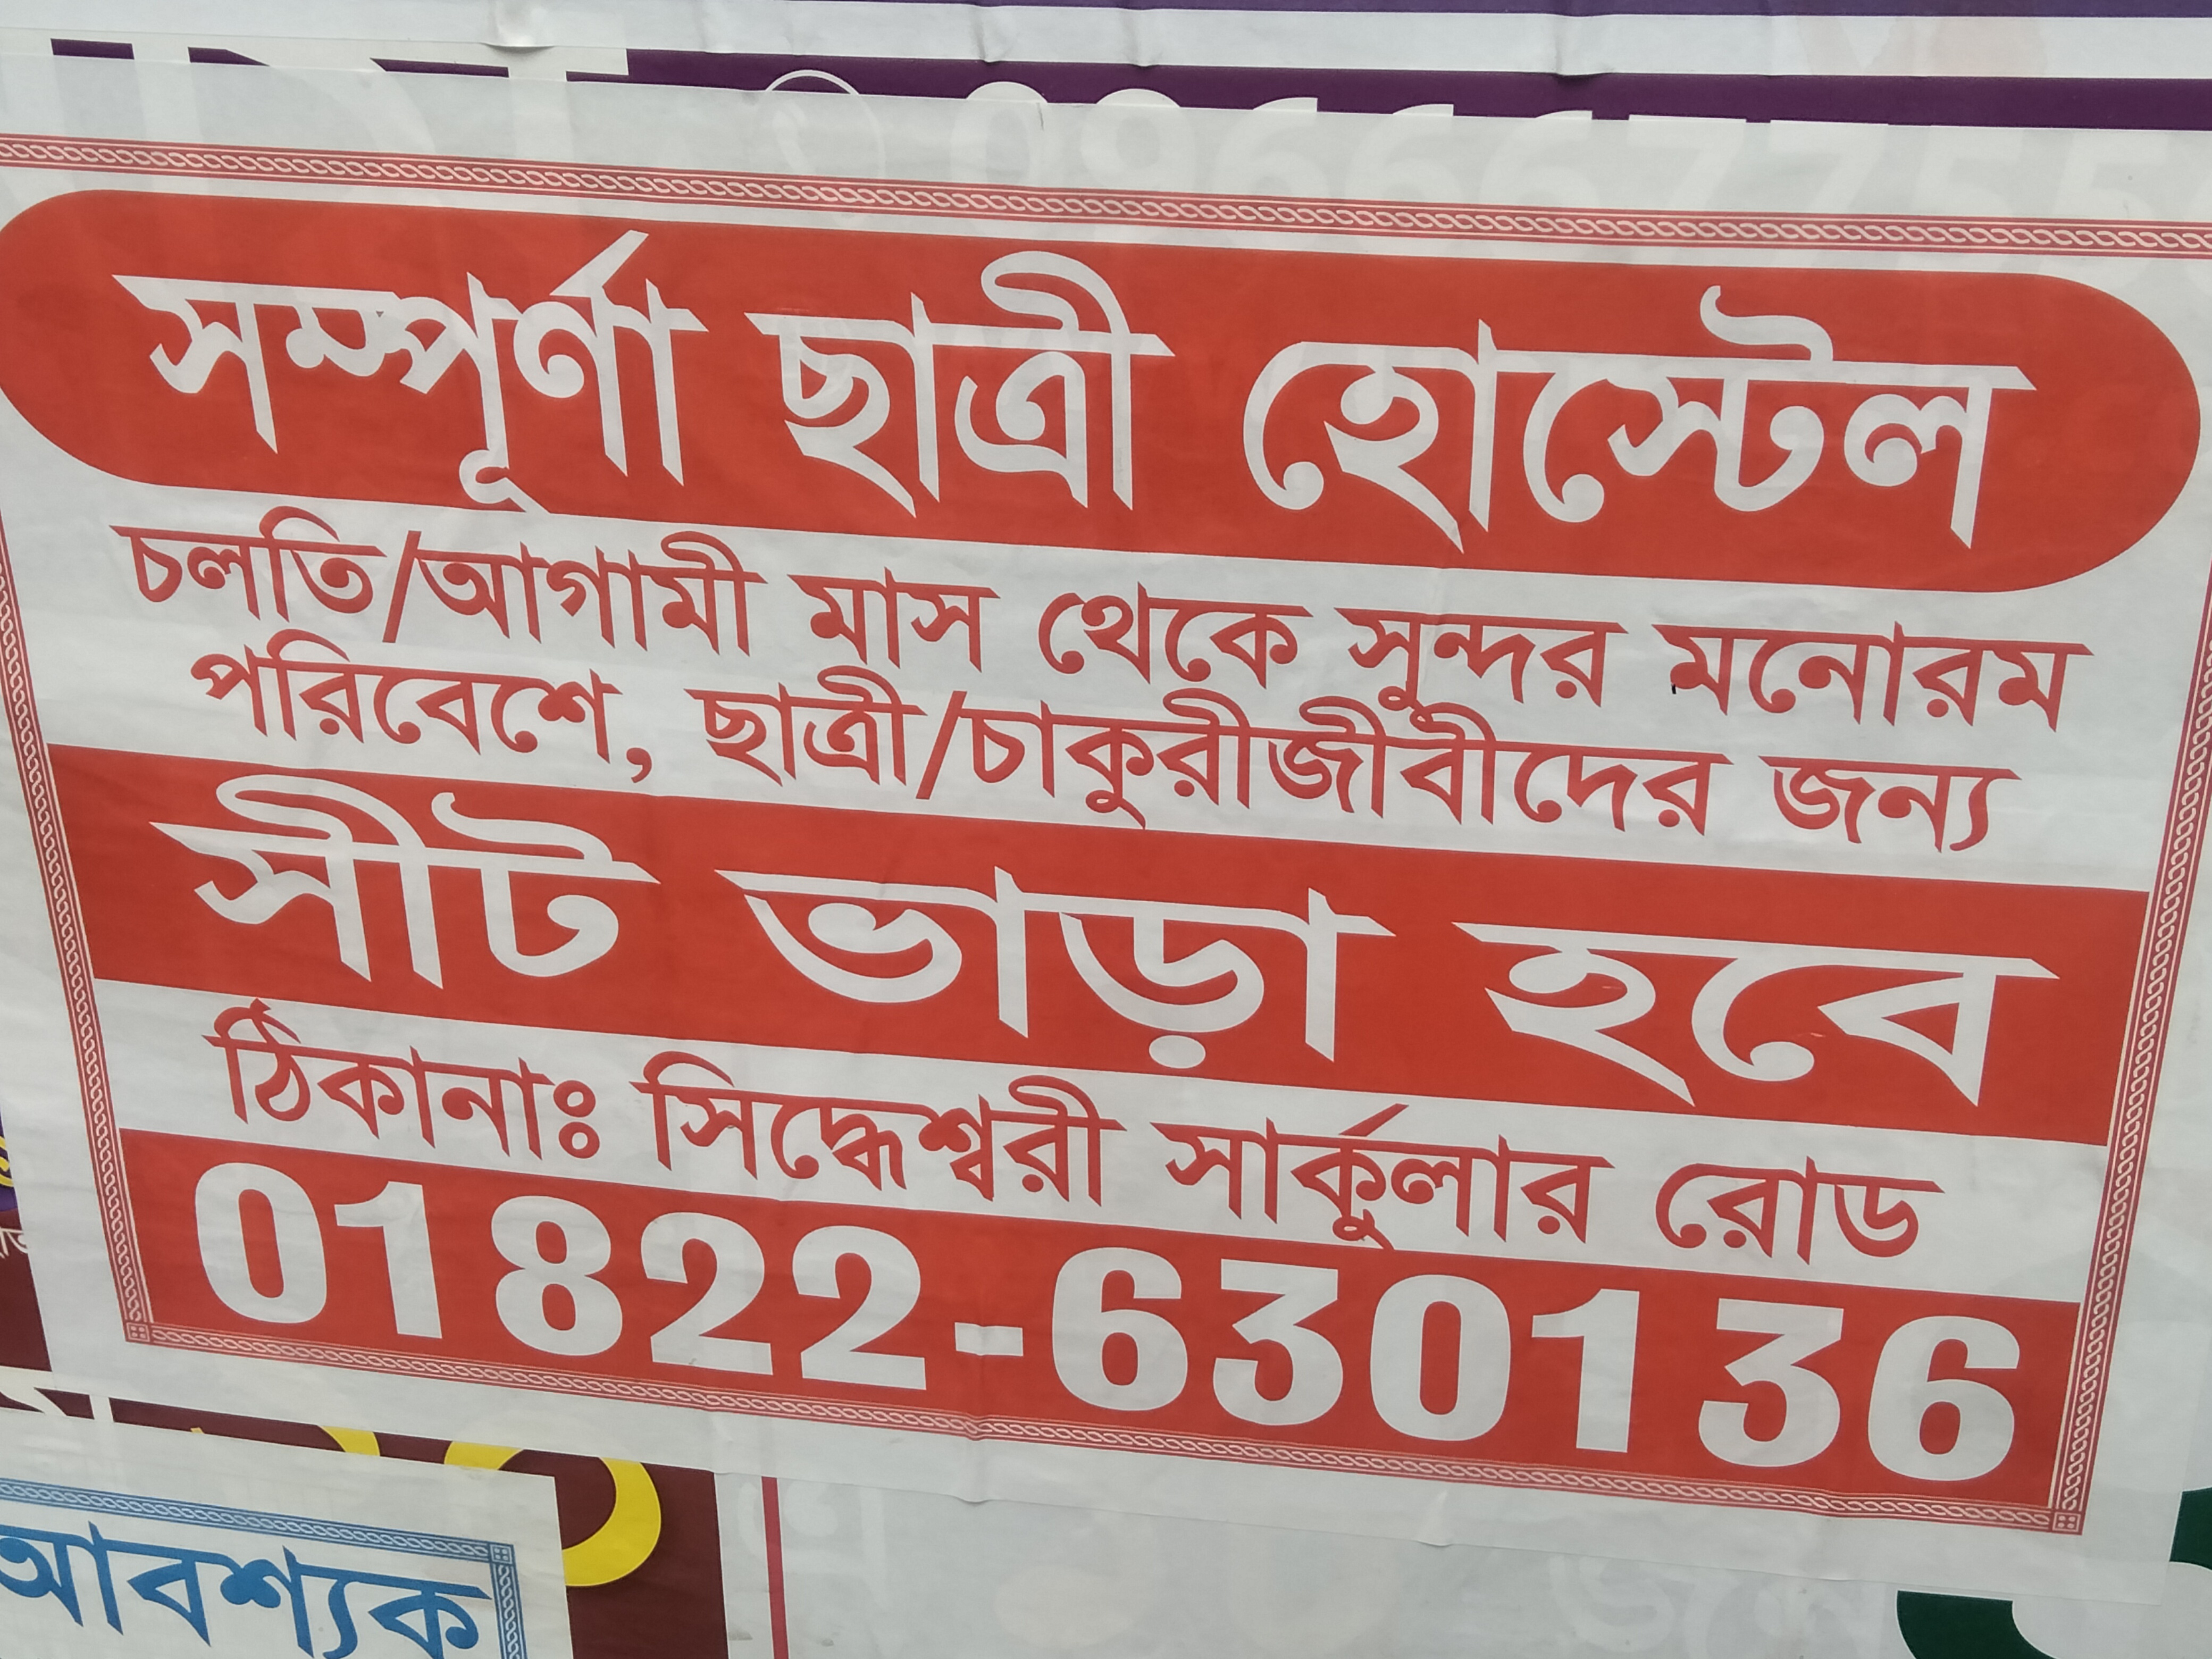 সম্পূর্ণা ছাত্রী হোস্টেল
চলতি/আগামী মাস থেকে সুন্দর মনোরম
পরিবেশে, ছাত্রী/চাকুরীজীবীদের জন্য
সীট ভাড়া হবে
ঠিকানাঃ সিদ্ধেশ্বরী সার্কুলার রোড
01822-630136
আবশ্যক